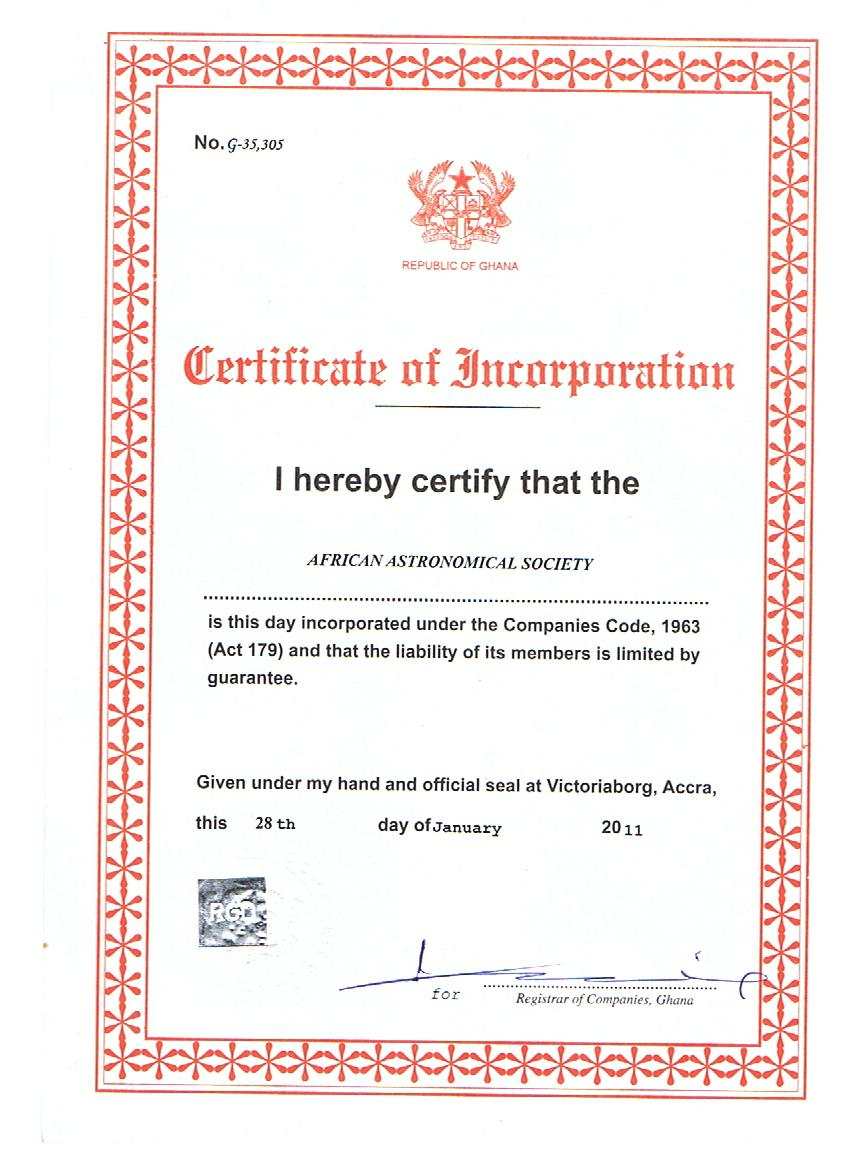 No. G-35,305
REPUBLIC OF GHANA
Certificate of Incorporation
I hereby certify that the
AFRICAN ASTRONOMICAL SOCIETY
is this day incorporated under the Companies Code, 1963
(Act 179) and that the liability of its members is limited by
guarantee.
Given under my hand and official seal at Victoriaborg, Accra,
this 28th day of January 2011
RGD
for
Registrar of Companies, Ghana